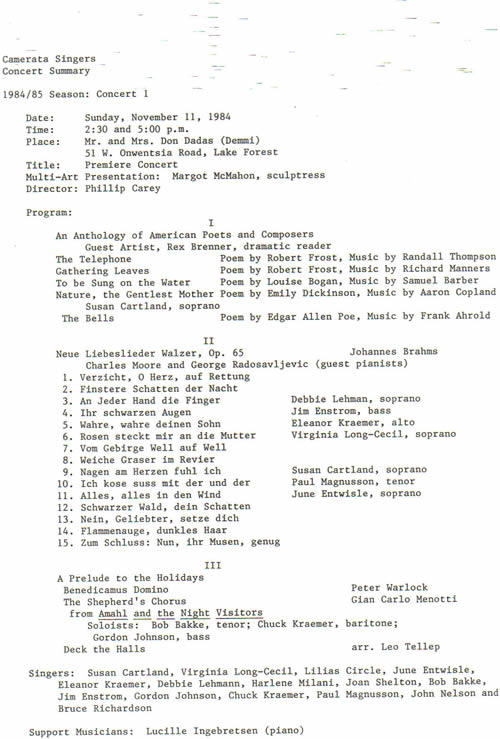 Camerata Singers
Concert Summary
1984/85 Season: Concert 1
Date: Sunday, November 11, 1984
Time: 2:30 and 5:00 p.m.
Place: Mr. and Mrs. Don Dadas (Demmi)
51 W. Onwentsia Road, Lake Forest
Title: Premiere Concert
Multi-Art Presentation: Margot McMahon, sculptress
Director: Phillip Carey
Program:
I
An Anthology of American Poets and Composers
Guest Artist, Rex Brenner, dramatic reader
The Telephone Poem by Robert Frost, Music by Randall Thompson
Gathering Leaves Poem by Robert Frost, Music by Richard Manners
To be Sung on the Water Poem by Louise Bogan, Music by Samuel Barber
Nature, the Gentlest Mother Poem by Emily Dickinson, Music by Aaron Copland
Susan Cartland, soprano
The Bells Poem by Edgar Allen Poe, Music by Frank Ahrold
II
Neue Liebeslieder Walzer, Op. 65 Johannes Brahms
Charles Moore and George Radosavljevic (guest pianists)
1. Verzicht, O Herz, auf Rettung
2. Finstere Schatten der Nacht
3. An Jeder Hand die Finger Debbie Lehman, soprano
4. Ihr schwarzen Augen Jim Enstrom, bass
5. Wahre, wahre deinen Sohn Eleanor Kraemer, alto
6. Rosen steckt mir an die Mutter Virginia Long-Cecil, soprano
7. Vom Gebirge Well auf Well
8. Weiche Graser im Revier
9. Nagen am Herzen fuhl ich Susan Cartland, soprano
10. Ich kose suss mit der und der Paul Magnusson, tenor
11. Alles, alles in den Wind June Entwisle, soprano
12. Schwarzer Wald, dein Schatten
13. Nein, Geliebter, setze dich
14. Flammenauge, dunkles Haar
15. Zum Schluss: Nun, ihr Musen, genug
III
A Prelude to the Holidays
Benedicamus Domino Peter Warlock
The Shepherd's Chorus Gian Carlo Menotti
from Amahl and the Night Visitors
Soloists: Bob Bakke, tenor; Chuck Kraemer, baritone;
Gordon Johnson, bass
Deck the Halls arr. Leo Tellep
Singers: Susan Cartland, Virginia Long-Cecil, Lilias Circle, June Entwisle,
Eleanor Kraemer, Debbie Lehmann, Harlene Milani, Joan Shelton, Bob Bakke,
Jim Enstrom, Gordon Johnson, Chuck Kraemer, Paul Magnusson, John Nelson and
Bruce Richardson
Support Musicians: Lucille Ingebretsen (piano)